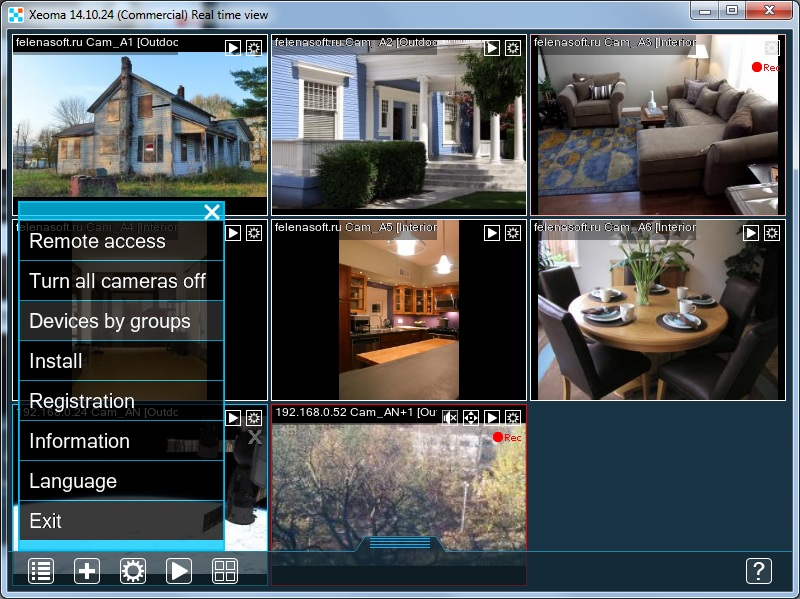 Xeoma 14.10.24 (Commercial) Real time view
felenasoft.ru Cam_A1 [Outdoc
felenasoft.ru Cam_A2 [Outdoc
felenasoft.ru Cam_A3 [Interior
Rec
felenasoft.ru Cam_A4 [Interior
felenasoft.ru Cam_A5 [Interior
felenasoft.ru Cam_A6 [Interior
Remote access
Turn all cameras off
Devices by groups
Install
Registration
Information
Language
Exit
192.168.0.24 Cam_AN [Outdc
192.168.0.52 Cam_AN+1 [Ou
Rec
?